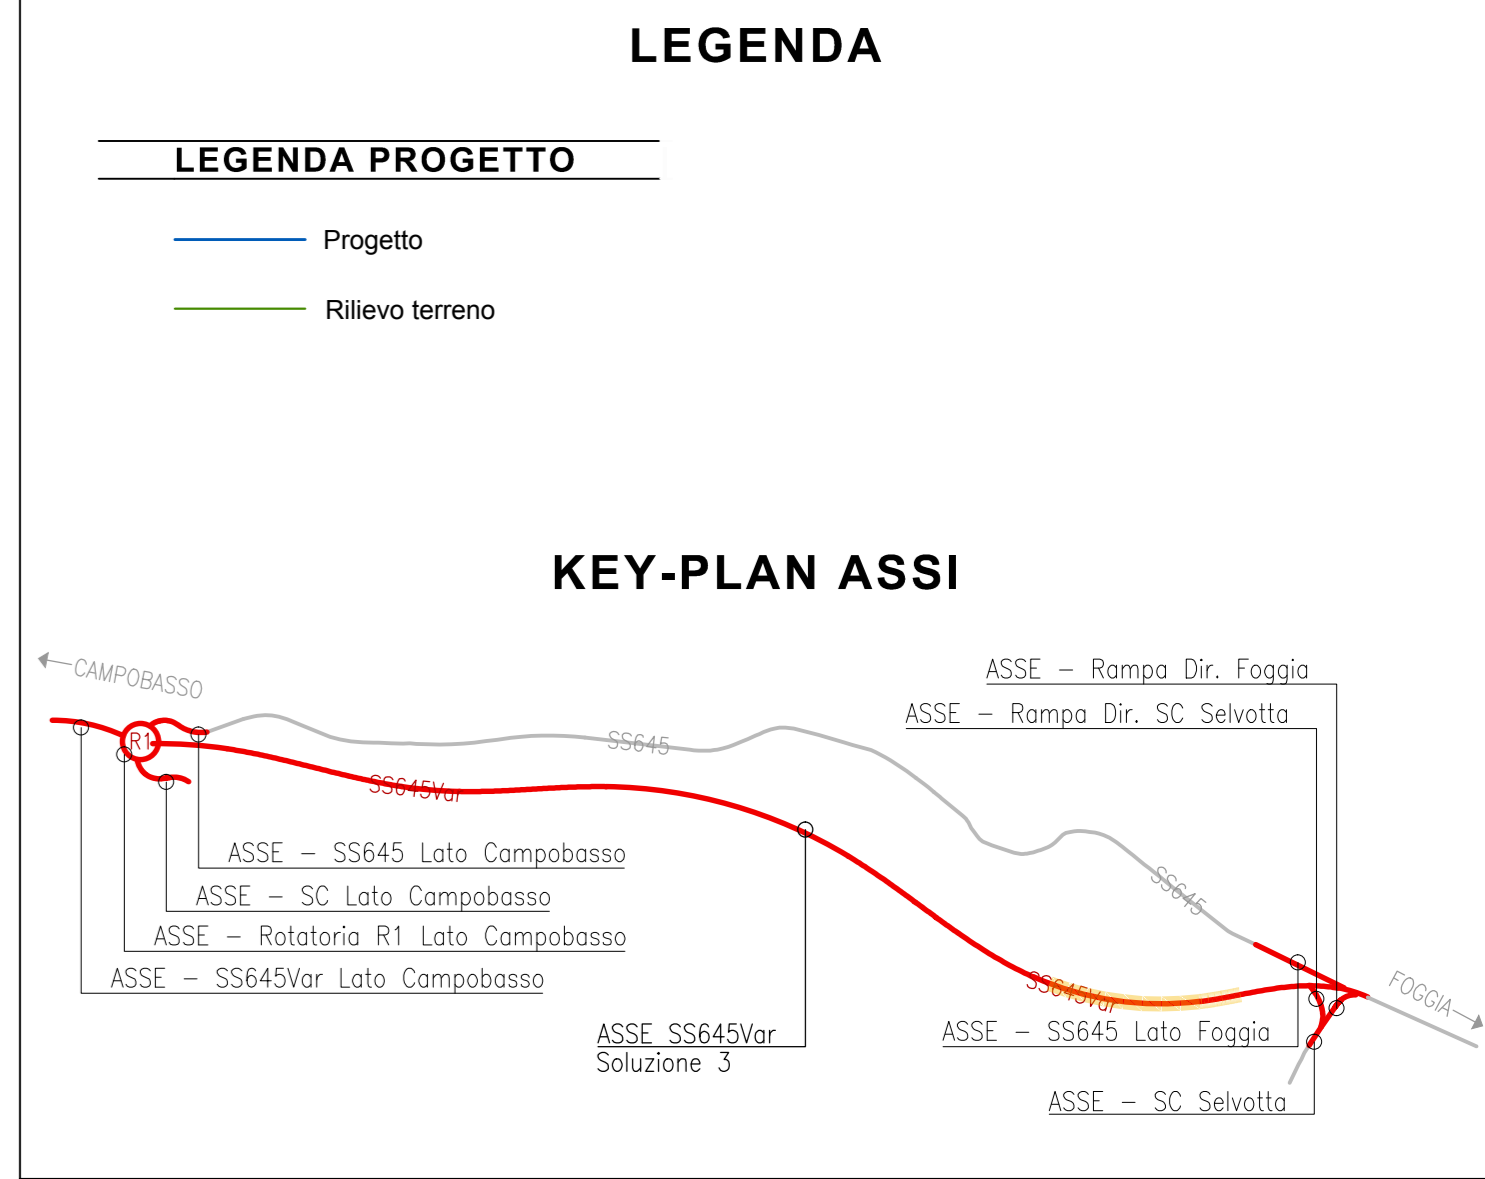 LEGENDA
LEGENDA PROGETTO
Progetto
Rilievo terreno
KEY-PLAN ASSI
CAMPOBASSO
ASSE - Rampa Dir. Foggia
ASSE - Rampa Dir. SC Selvotta
R1
SS645
SS645Var
ASSE - SS645 Lato Campobasso
SS645
ASSE - SC Lato Campobasso
ASSE - Rotatoria R1 Lato Campobasso
ASSE - SS645Var Lato Campobasso
SS645Var
FOGGIA
ASSE SS645Var
Soluzione 3
ASSE - SS645 Lato Foggia
ASSE - SC Selvotta